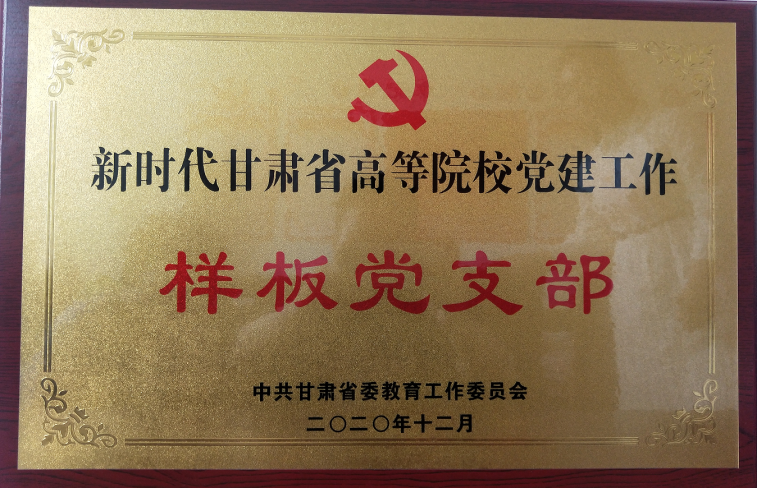 新时代甘肃省高等院校党建工作
样板党支部
中共甘肃省委教育工作委员会
二〇二〇年十二月